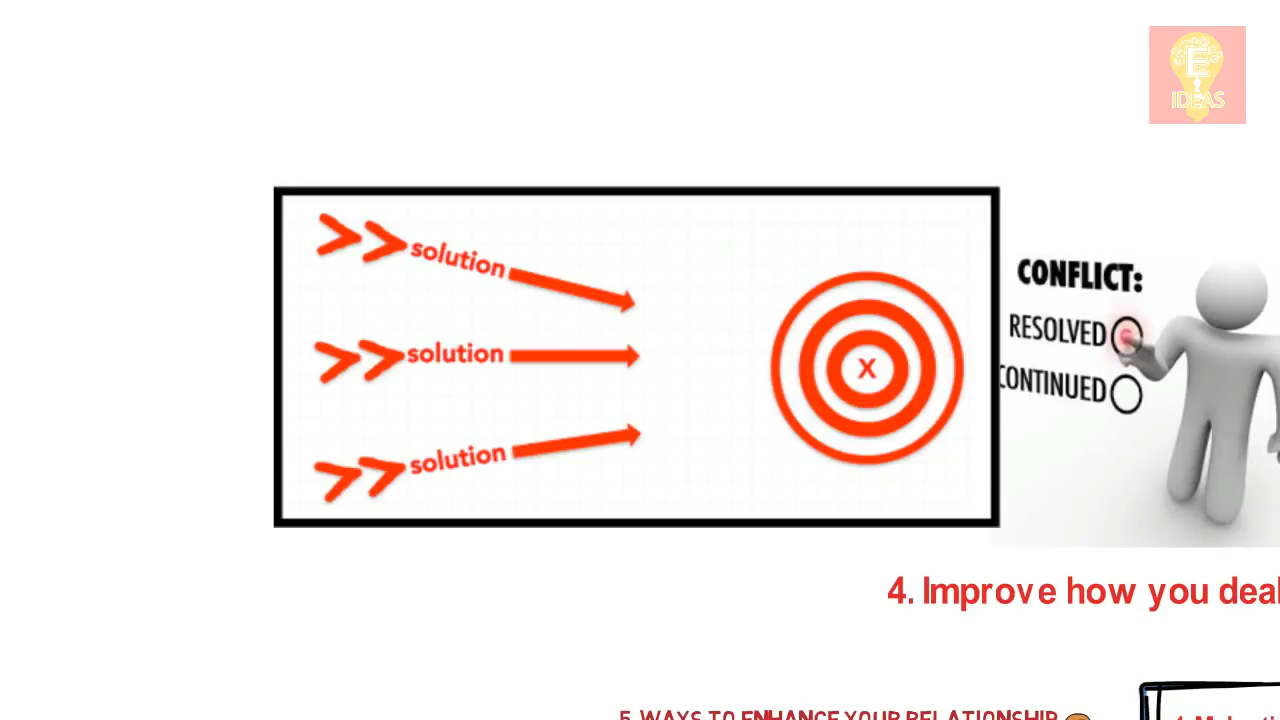 E
IDEAS
solution
solution
X
solution
CONFLICT:
RESOLVED
CONTINUED
4. Improve how you deal
5 WAYS TO ENHANCE YOUR RELATIONSHIP